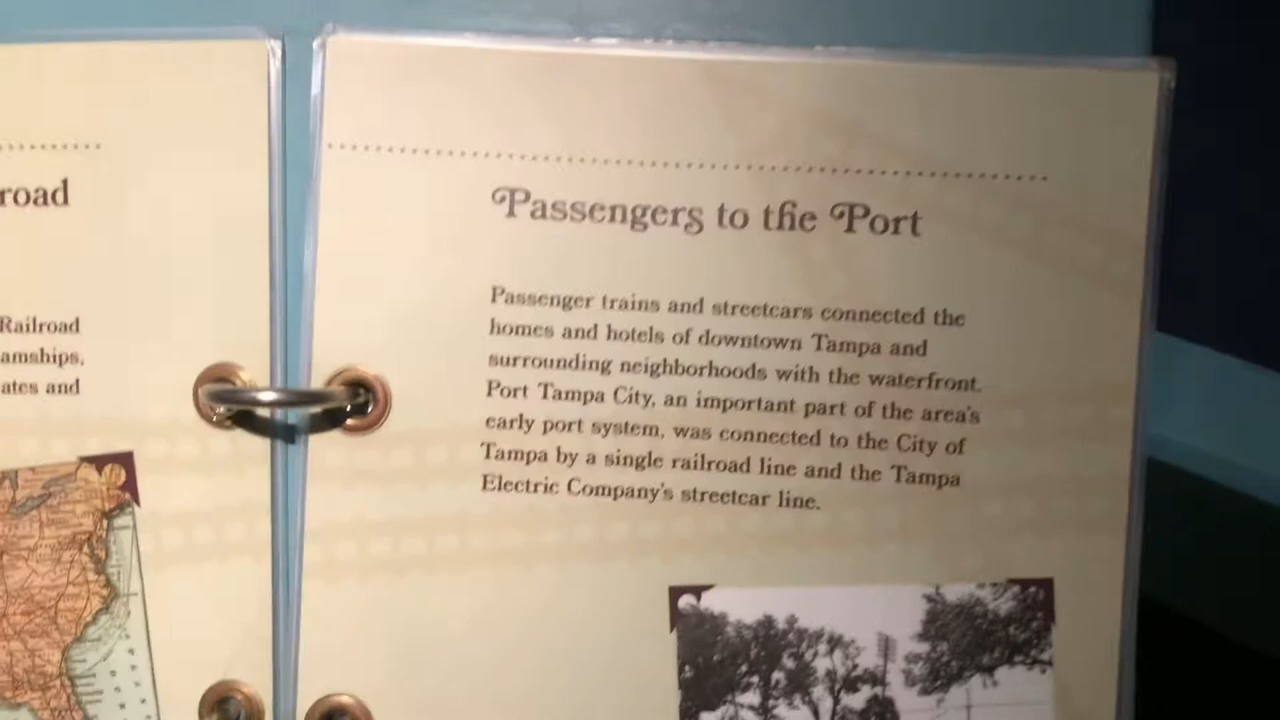 road
Railroad
amships,
ates and
Passengers to the Port
Passenger trains and streetcars connected the
homes and hotels of downtown Tampa and
surrounding neighborhoods with the waterfront.
Port Tampa City, an important part of the area's
early port system, was connected to the City of
Tampa by a single railroad line and the Tampa
Electric Company's streetcar line.